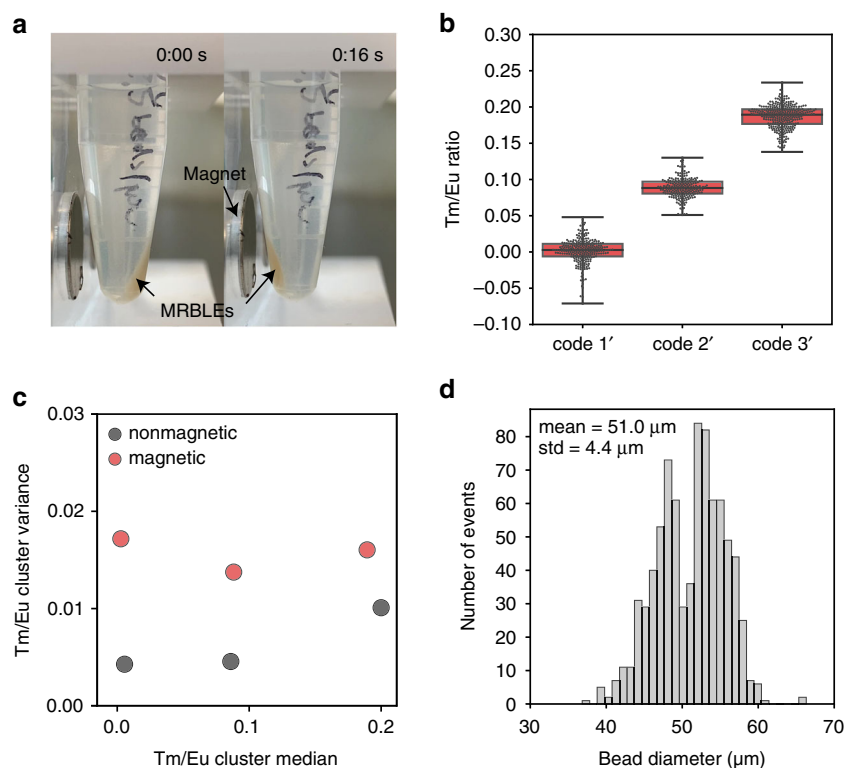 a
0:00 s
0:16 s
5 beads/
Magnet
MRBLEs
b
Tm/Eu ratio
0.30
0.25
0.20
0.15
0.10
0.05
0.00
−0.05
−0.10
code 1′
code 2′
code 3′
c
Tm/Eu cluster variance
0.03
0.02
0.01
0.00
nonmagnetic
magnetic
0.0
0.1
0.2
Tm/Eu cluster median
d
mean = 51.0 μm
std = 4.4 μm
Number of events
80
70
60
50
40
30
20
10
0
30
40
50
60
70
Bead diameter (μm)